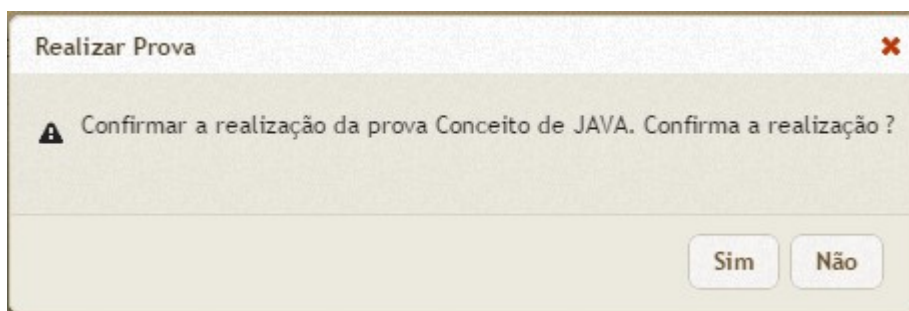 Realizar Prova
Confirmar a realização da prova Conceito de JAVA. Confirma a realização ?
Sim Não